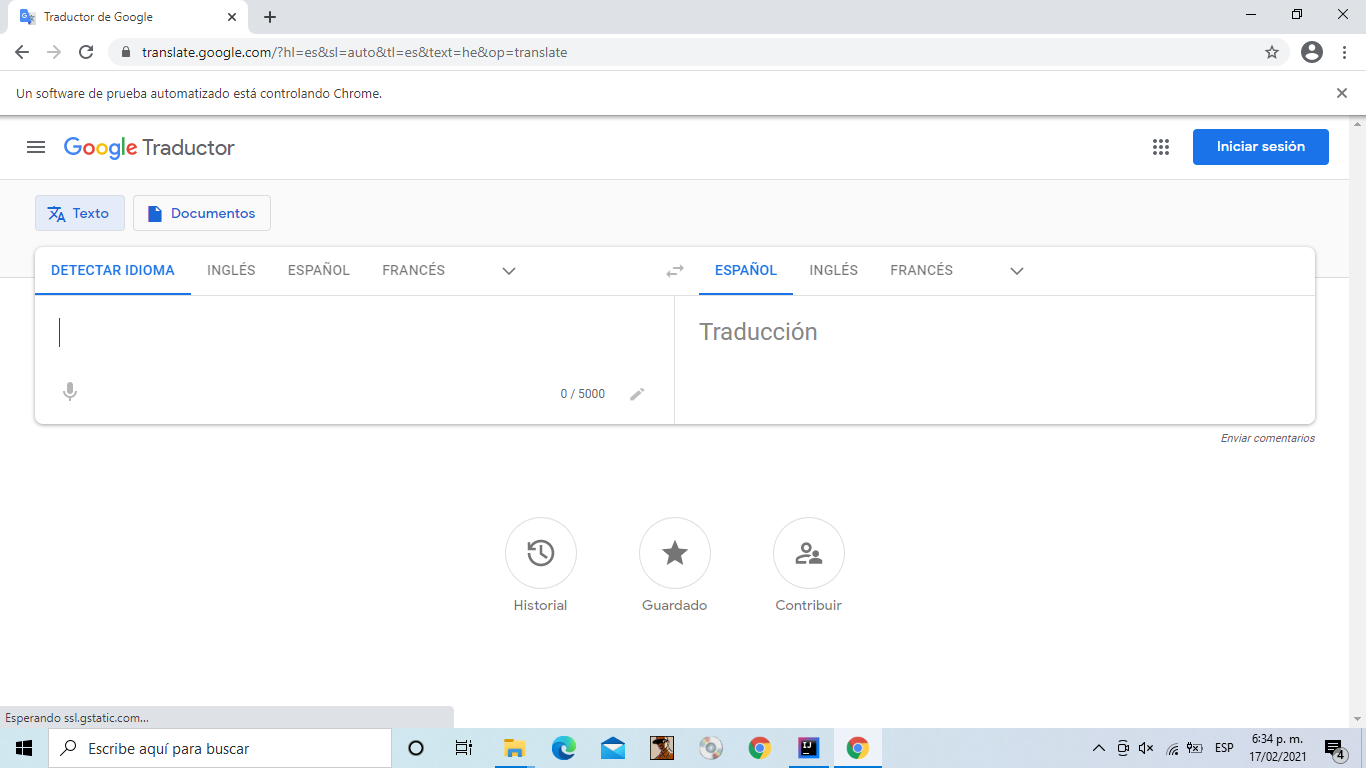 Traductor de Google
translate.google.com/?hl=es&sl=auto&tl=es&text=he&op=translate
Un software de prueba automatizado está controlando Chrome.
Google Traductor
Iniciar sesión
Texto
Documentos
DETECTAR IDIOMA
INGLÉS
ESPAÑOL
FRANCÉS
ESPAÑOL
INGLÉS
FRANCÉS
Traducción
0 / 5000
Enviar comentarios
Historial
Guardado
Contribuir
Esperando ssl.gstatic.com...
Escribe aquí para buscar
IJ
ESP
6:34 p. m.
17/02/2021
4